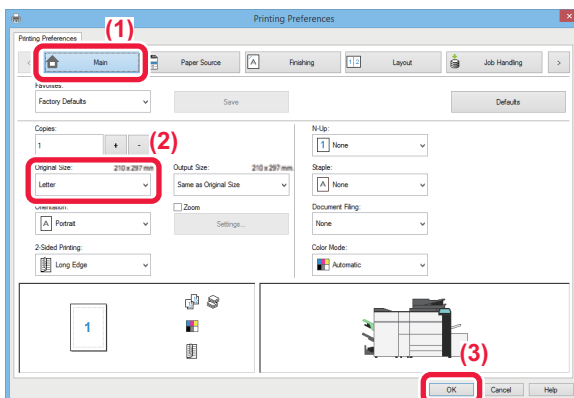 Printing Preferences
(1)
Printing Preferences
< Main Paper Source A Finishing 1 2 Layout Job Handling >
Favorites:
Factory Defaults Save Defaults
Copies: N-Up:
1 + - (2) 1 None
Original Size: 210 x 297 mm Output Size: 210 x 297 mm Staple:
Letter Same as Original Size A None
Orientation: Zoom Document Filing:
A Portrait Settings... None
2-Sided Printing: Color Mode:
Long Edge Automatic
1
(3)
OK Cancel Help